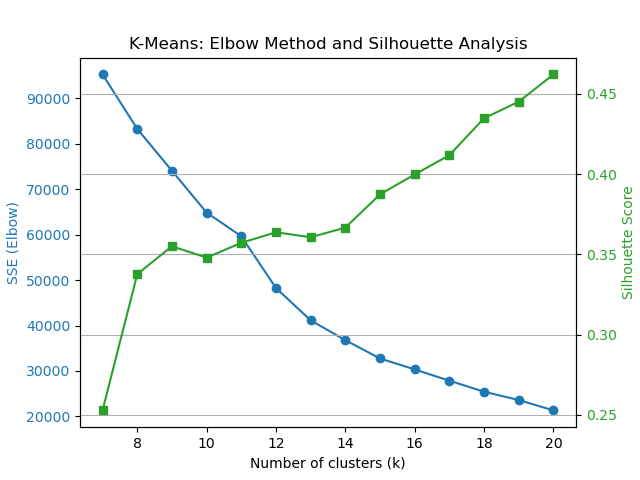 K-Means: Elbow Method and Silhouette Analysis
90000
80000
70000
60000
50000
40000
30000
20000
SSE (Elbow)
0.45
0.40
0.35
0.30
0.25
Silhouette Score
8 10 12 14 16 18 20
Number of clusters (k)